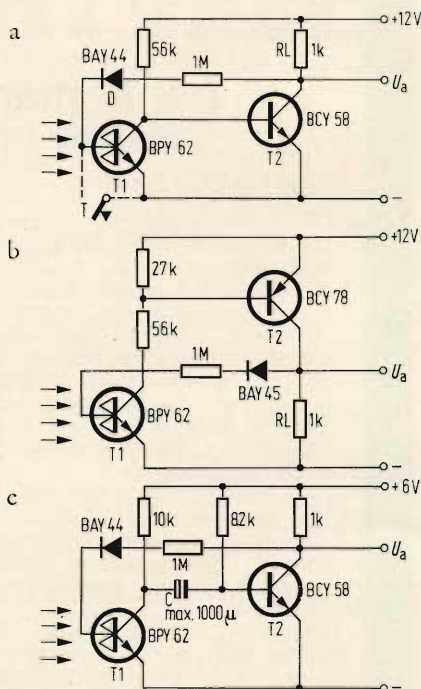 a
+12V
BAY 44
56k
RL
1k
1M
Ua
D
BCY 58
BPY 62
T1
T2
T
–
b
+12V
27k
BCY 78
T2
56k
1M
Ua
BAY45
RL
1k
BPY 62
T1
–
c
+6V
10k
82k
1k
BAY 44
Ua
1M
C
BCY 58
max. 1000µ
BPY 62
T2
T1
–